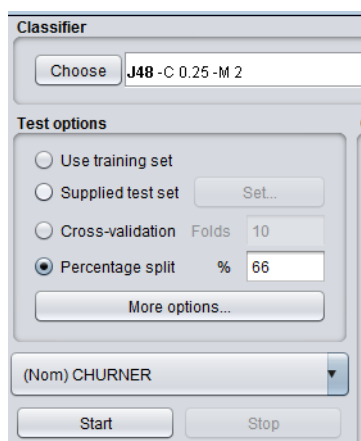 Classifier
Choose J48 -C 0.25 -M 2
Test options
Use training set
Supplied test set Set...
Cross-validation Folds 10
Percentage split % 66
More options...
(Nom) CHURNER
Start Stop